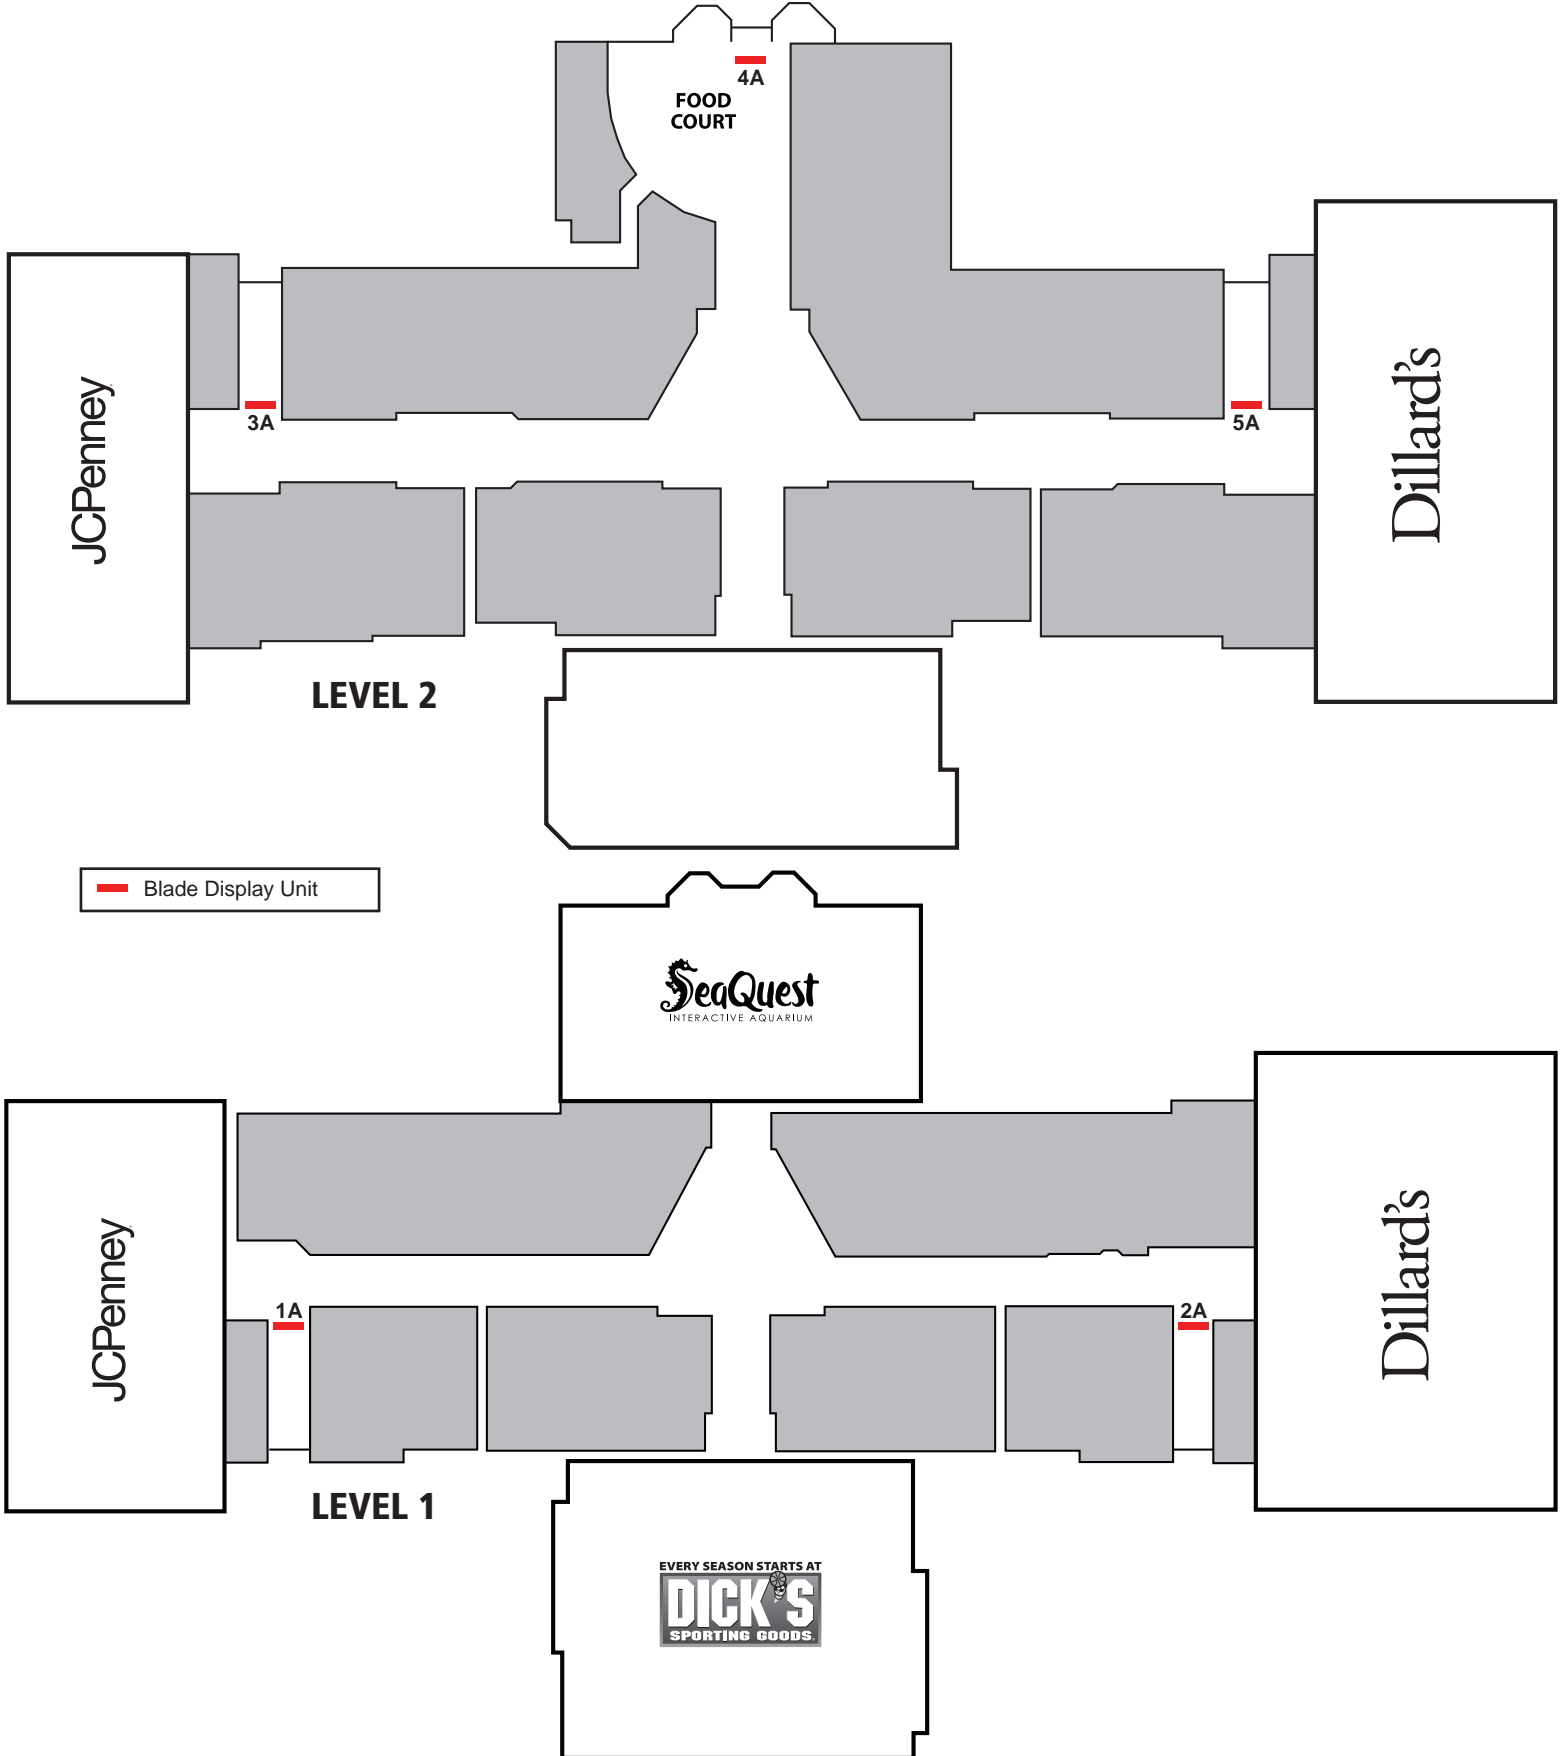 4A
FOOD
COURT
JCPenney
3A
5A
Dillard's
LEVEL 2
Blade Display Unit
SeaQuest
INTERACTIVE AQUARIUM
JCPenney
Dillard's
1A
2A
LEVEL 1
EVERY SEASON STARTS AT
DICK'S
SPORTING GOODS